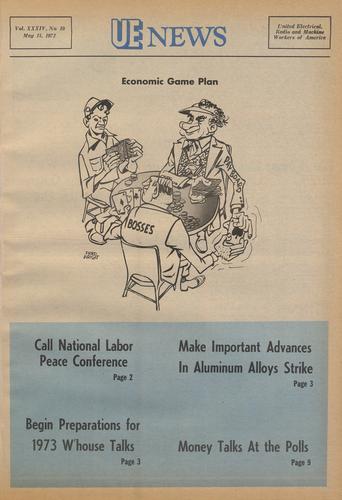 Vol. XXXIV, No. 10
May 15, 1972
UE NEWS
United Electrical,
Radio and Machine
Workers of America
Economic Game Plan
BOSSES
FRED
WRIGHT
Call National Labor
Peace Conference
Page 2
Make Important Advances
In Aluminum Alloys Strike
Page 3
Begin Preparations for
1973 W'house Talks
Page 3
Money Talks At the Polls
Page 9